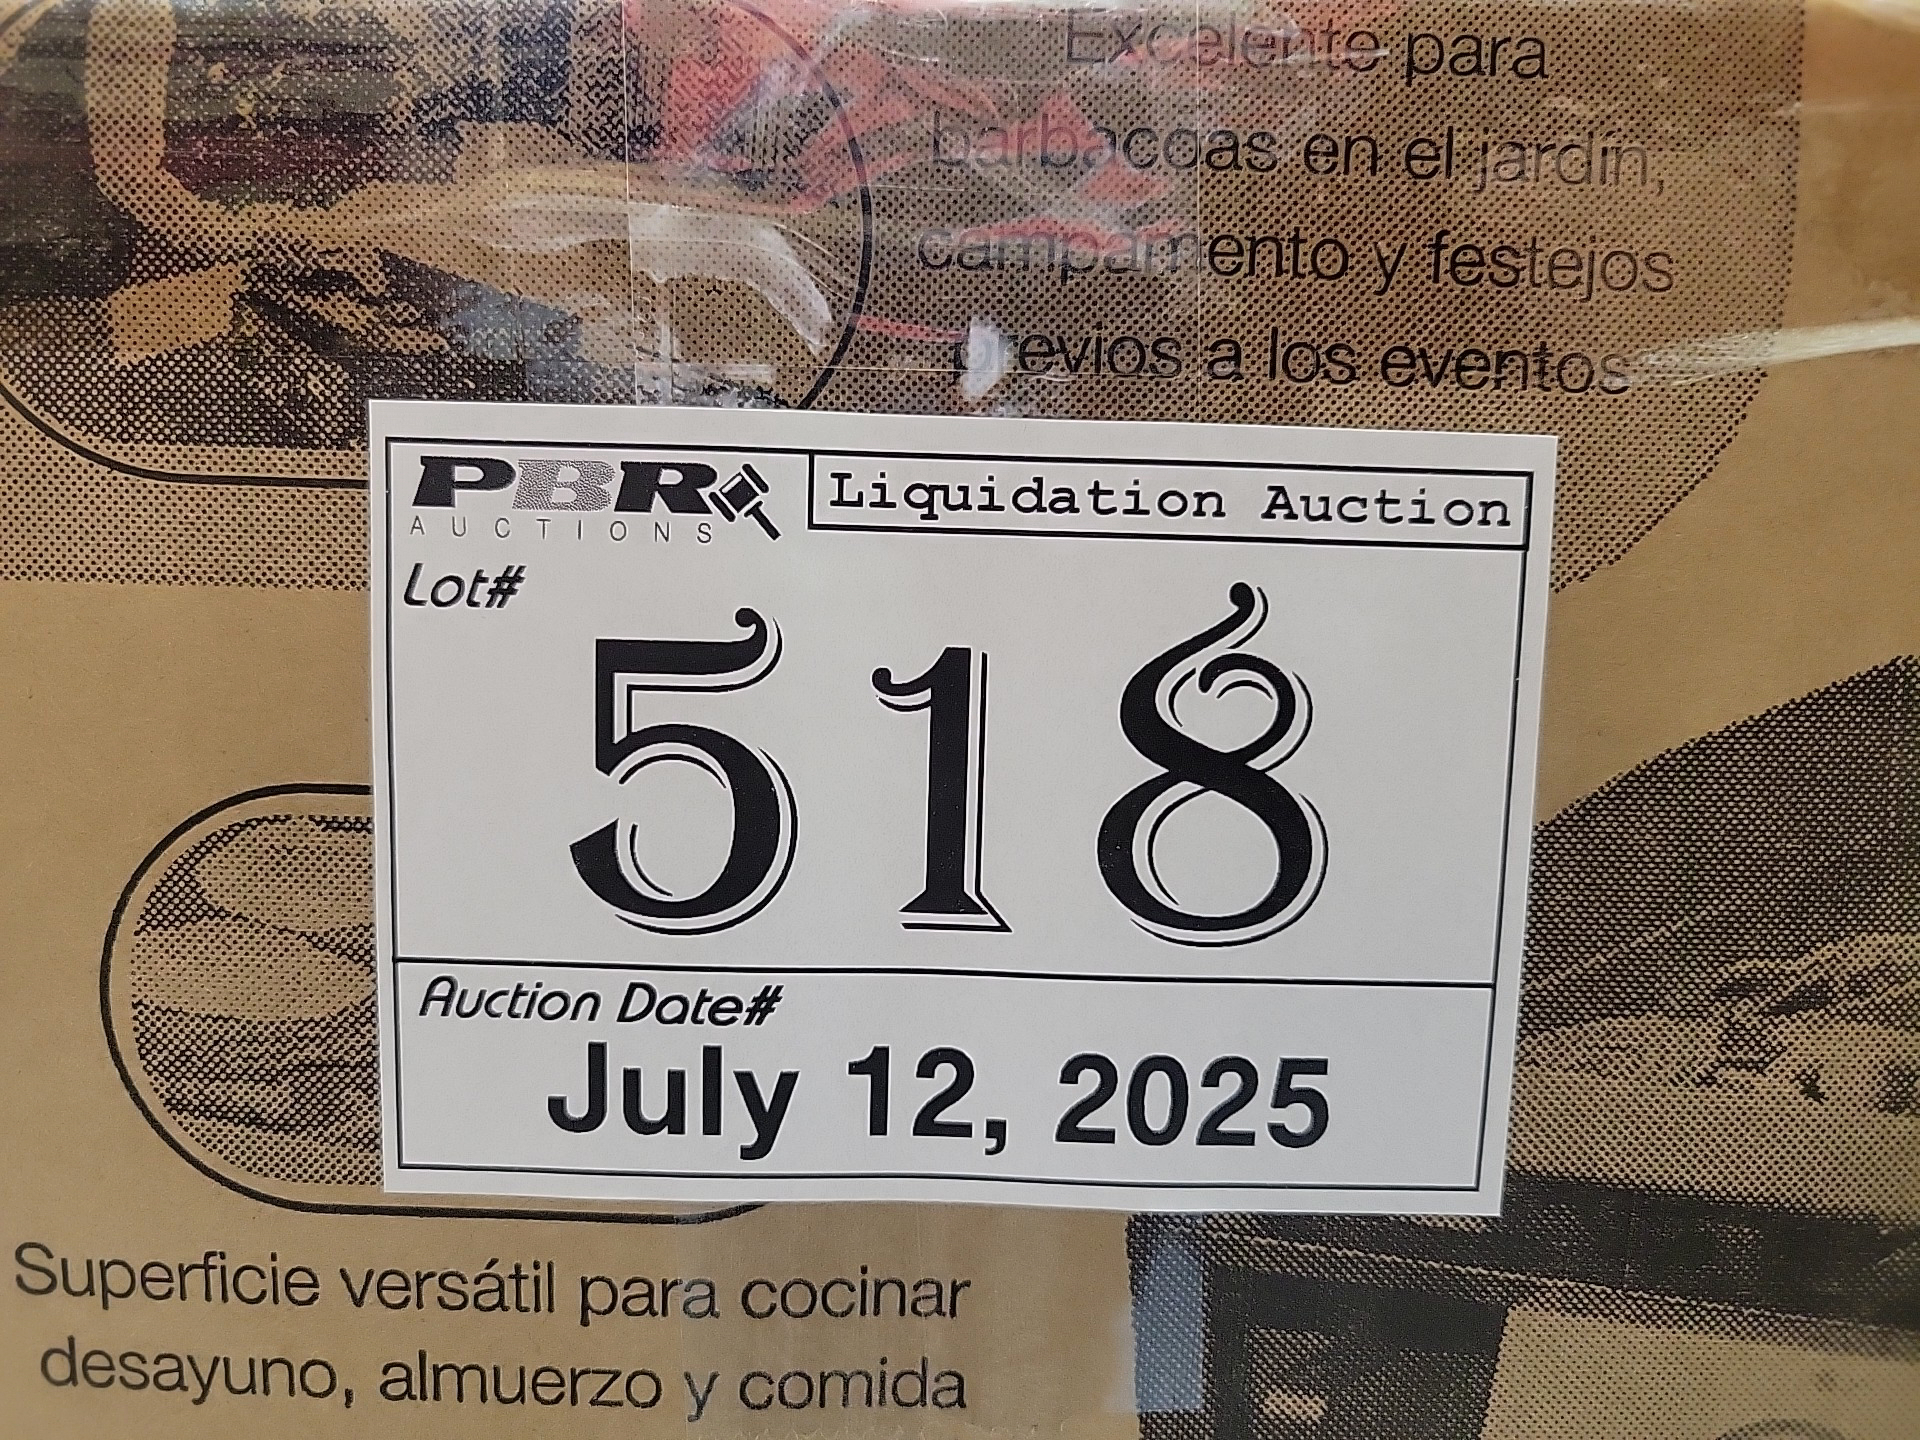 Excelente para
barbacoas en el jardín,
campamento y festejos
previos a los eventos
PBR
AUCTIONS
Liquidation Auction
Lot#
518
Auction Date#
July 12, 2025
Superficie versátil para cocinar
desayuno, almuerzo y comida